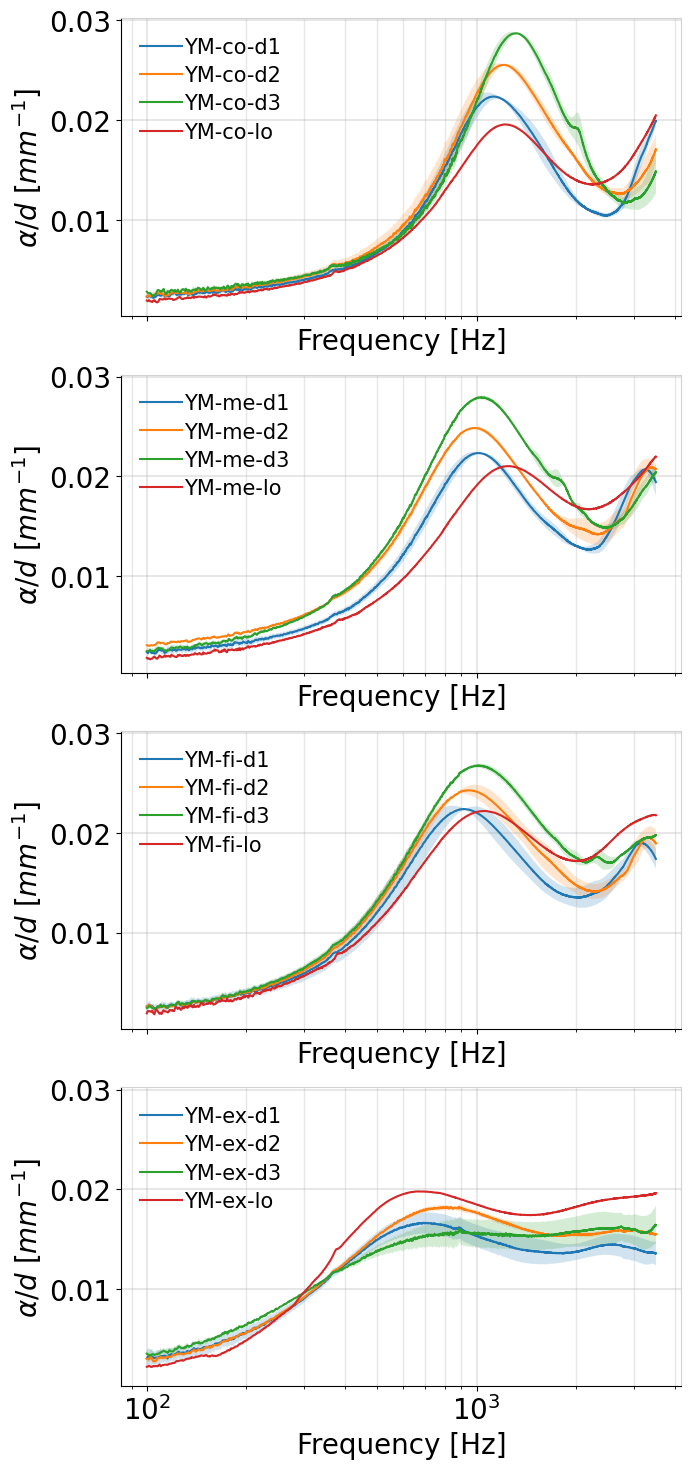 0.03
0.02
0.01
α/d [mm⁻¹]
YM-co-d1
YM-co-d2
YM-co-d3
YM-co-lo
Frequency [Hz]
0.03
0.02
0.01
α/d [mm⁻¹]
YM-me-d1
YM-me-d2
YM-me-d3
YM-me-lo
Frequency [Hz]
0.03
0.02
0.01
α/d [mm⁻¹]
YM-fi-d1
YM-fi-d2
YM-fi-d3
YM-fi-lo
Frequency [Hz]
0.03
0.02
0.01
α/d [mm⁻¹]
YM-ex-d1
YM-ex-d2
YM-ex-d3
YM-ex-lo
10² 10³
Frequency [Hz]